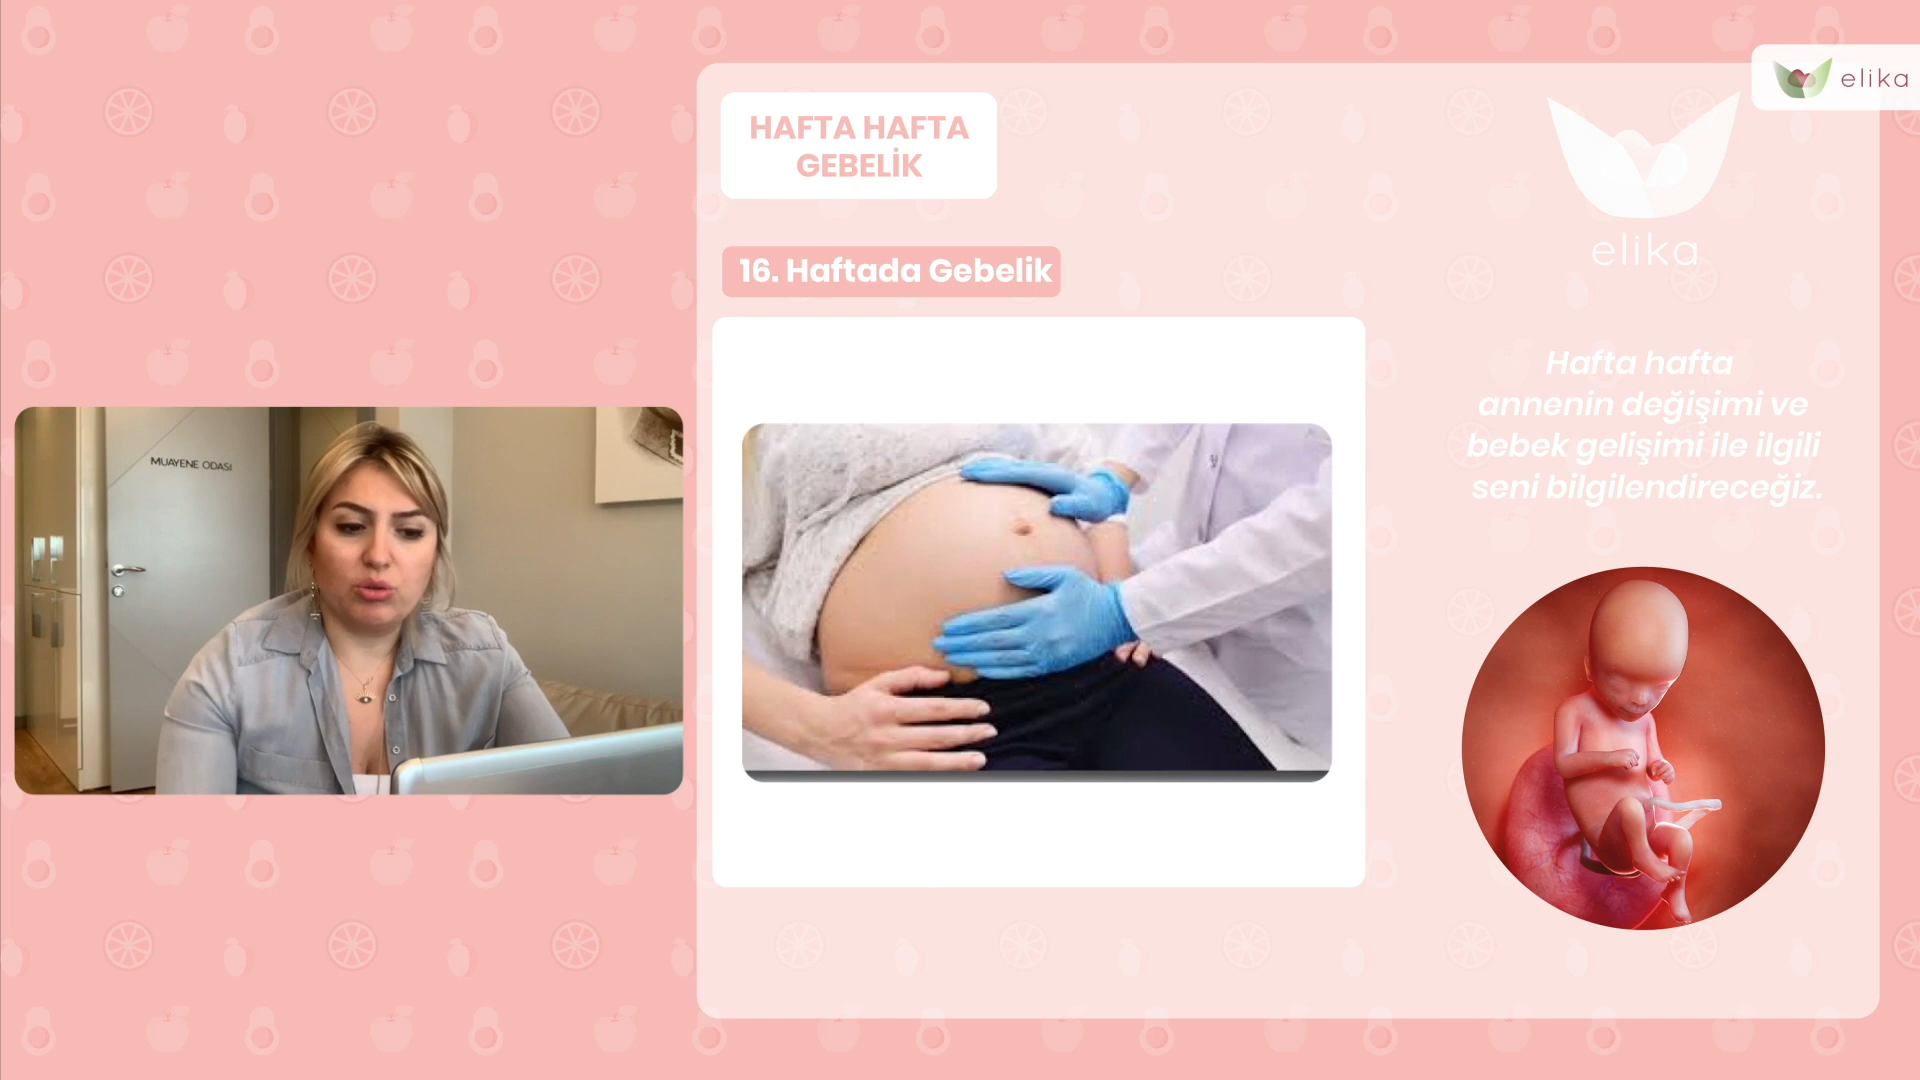 elika
HAFTA HAFTA
GEBELİK
elika
16. Haftada Gebelik
Hafta hafta
annenin değişimi ve
bebek gelişimi ile ilgili
seni bilgilendireceğiz.
MUAYENE ODASI